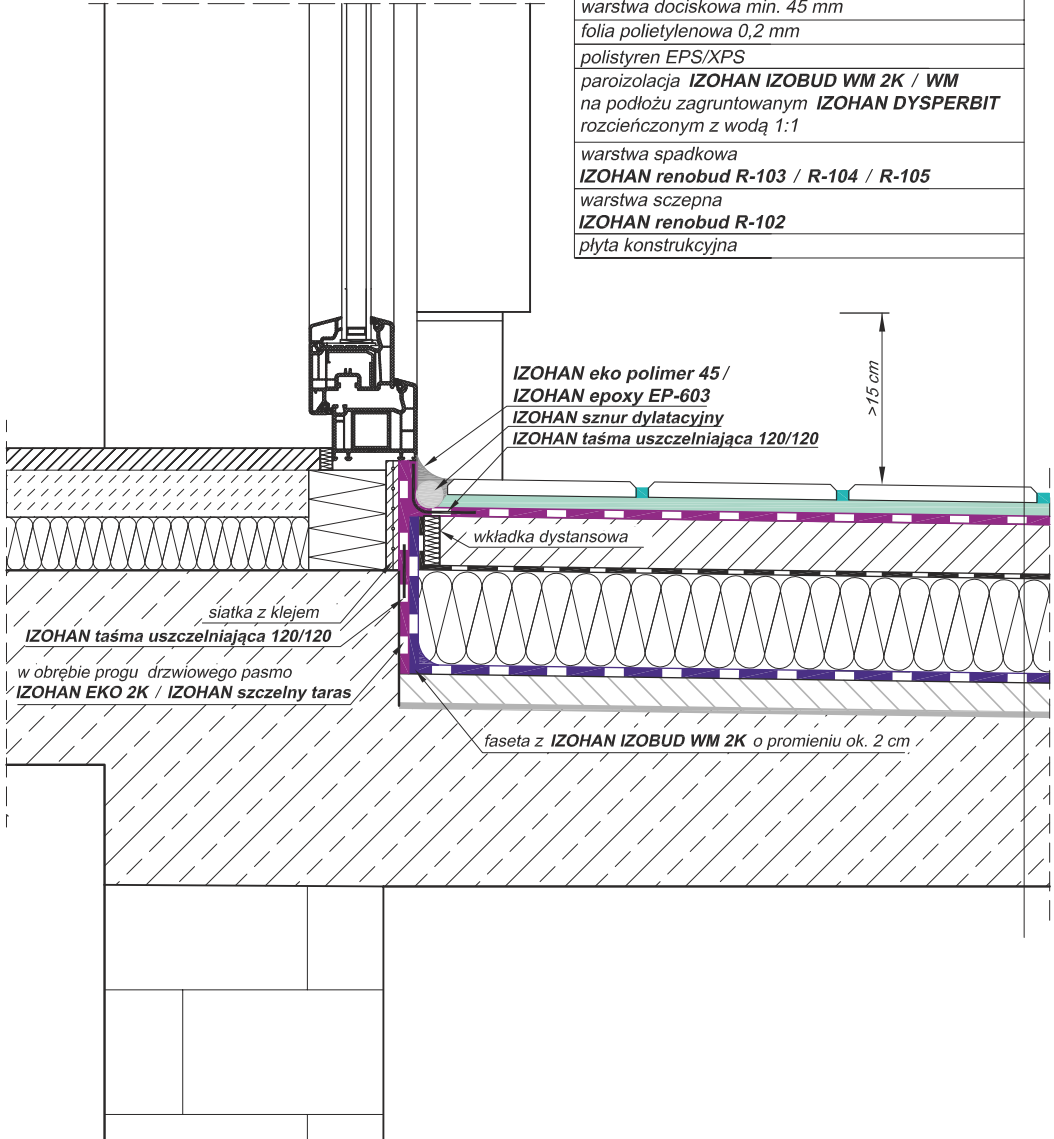 warstwa dociskowa min. 45 mm
folia polietylenowa 0,2 mm
polistyren EPS/XPS
paroizolacja IZOHAN IZOBUD WM 2K / WM
na podłożu zagruntowanym IZOHAN DYSPERBIT
rozcieńczonym z wodą 1:1
warstwa spadkowa
IZOHAN renobud R-103 / R-104 / R-105
warstwa sczepna
IZOHAN renobud R-102
płyta konstrukcyjna
>15 cm
IZOHAN eko polimer 45 /
IZOHAN epoxy EP-603
IZOHAN sznur dylatacyjny
IZOHAN taśma uszczelniająca 120/120
wkładka dystansowa
siatka z klejem
IZOHAN taśma uszczelniająca 120/120
w obrębie progu drzwiowego pasmo
IZOHAN EKO 2K / IZOHAN szczelny taras
faseta z IZOHAN IZOBUD WM 2K o promieniu ok. 2 cm